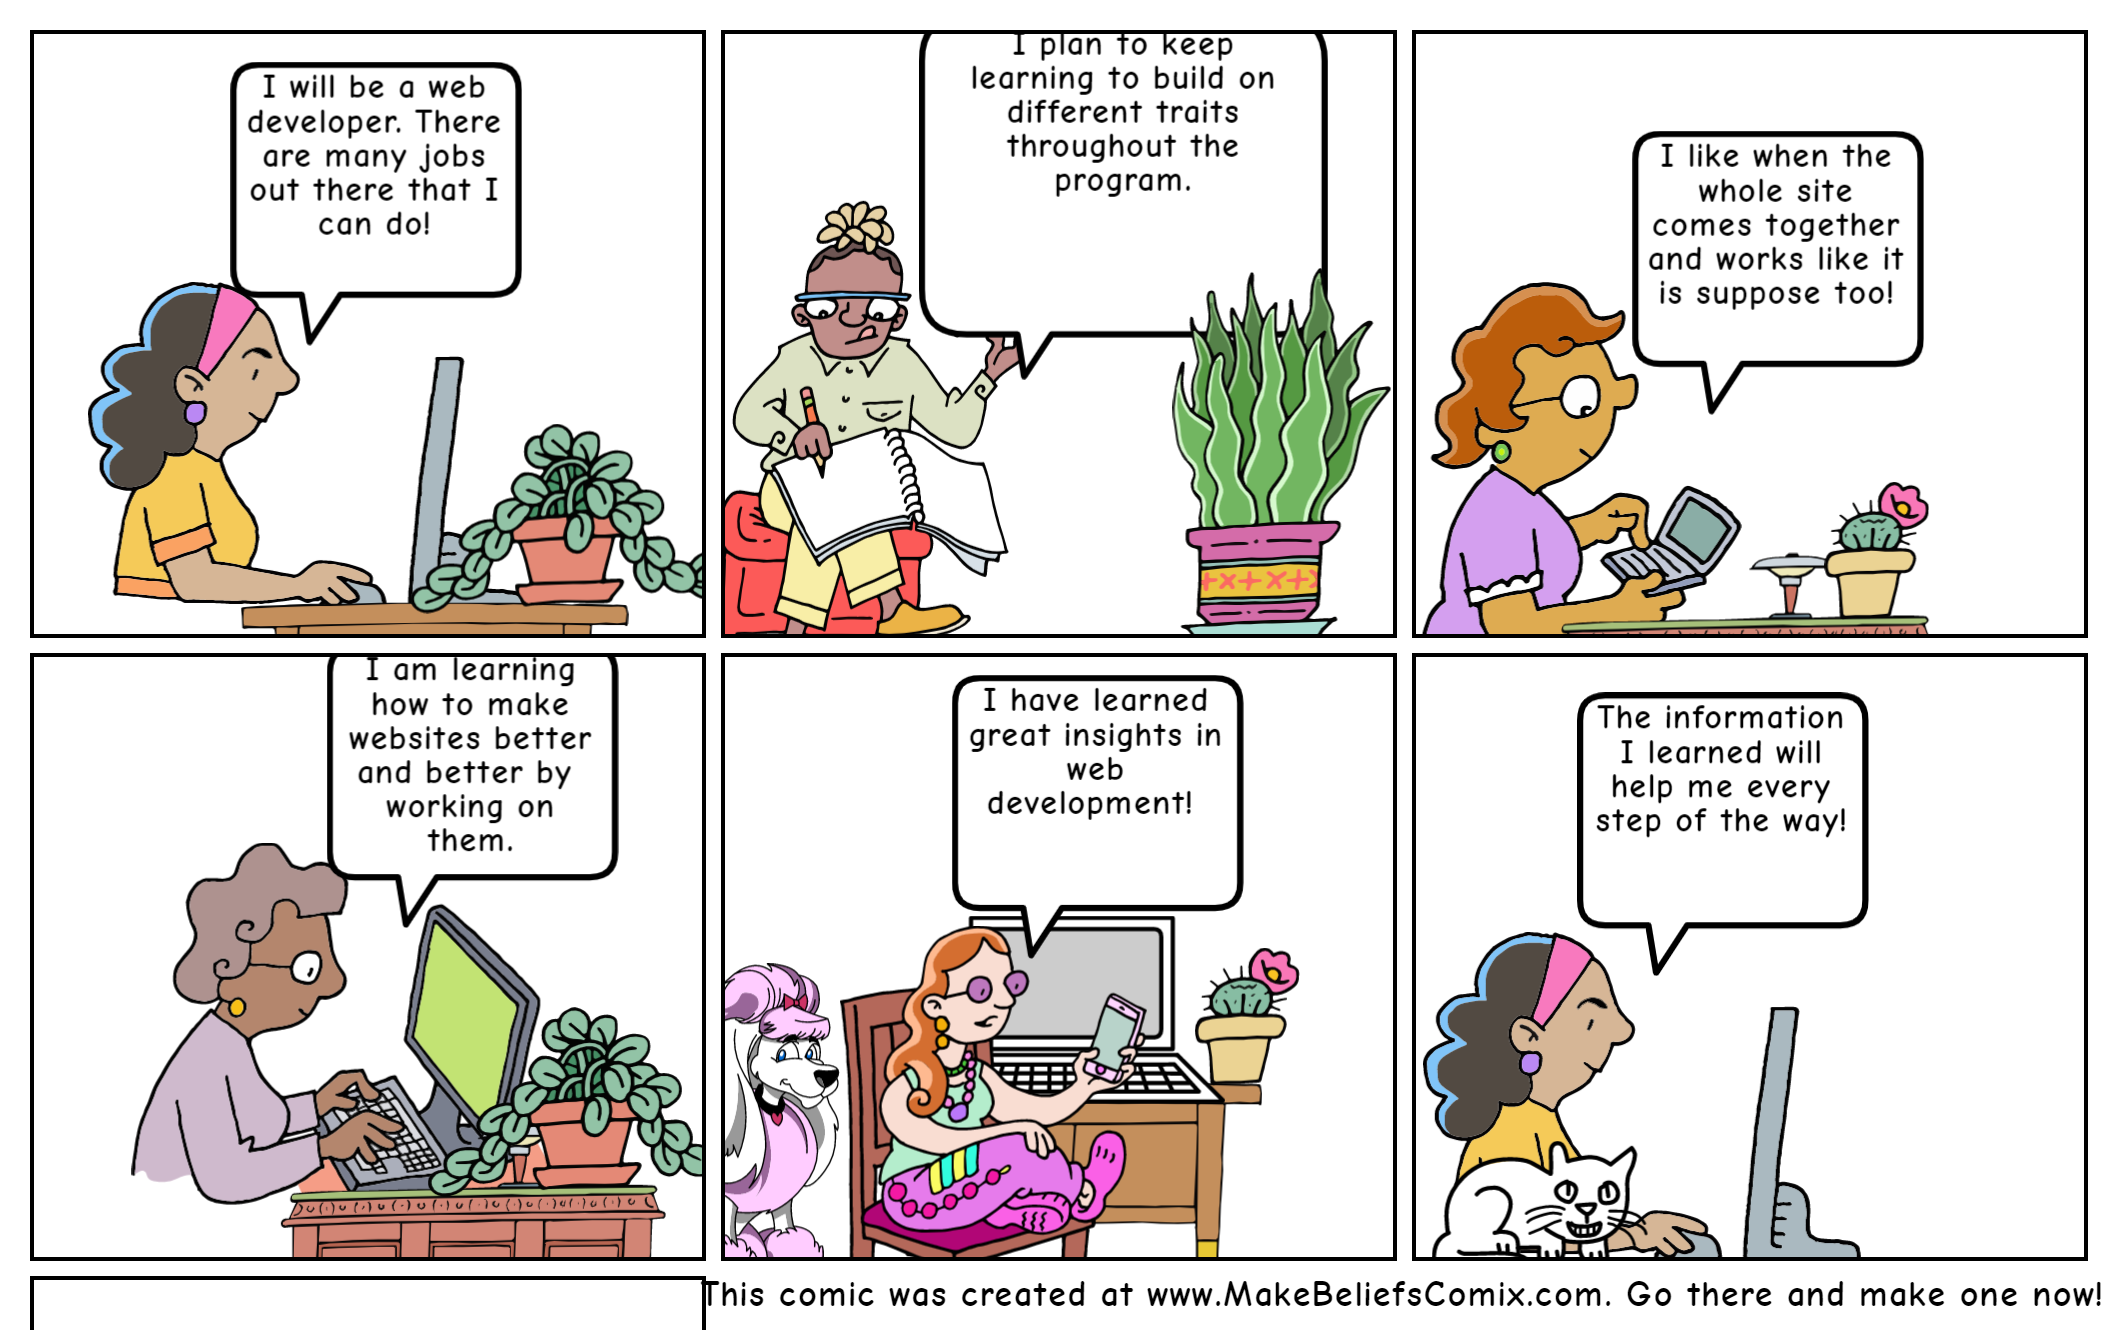 I will be a web
developer. There
are many jobs
out there that I
can do!
I plan to keep
learning to build on
different traits
throughout the
program.
I like when the
whole site
comes together
and works like it
is suppose too!
I am learning
how to make
websites better
and better by
working on
them.
I have learned
great insights in
web
development!
The information
I learned will
help me every
step of the way!
This comic was created at www.MakeBeliefsComix.com. Go there and make one now!